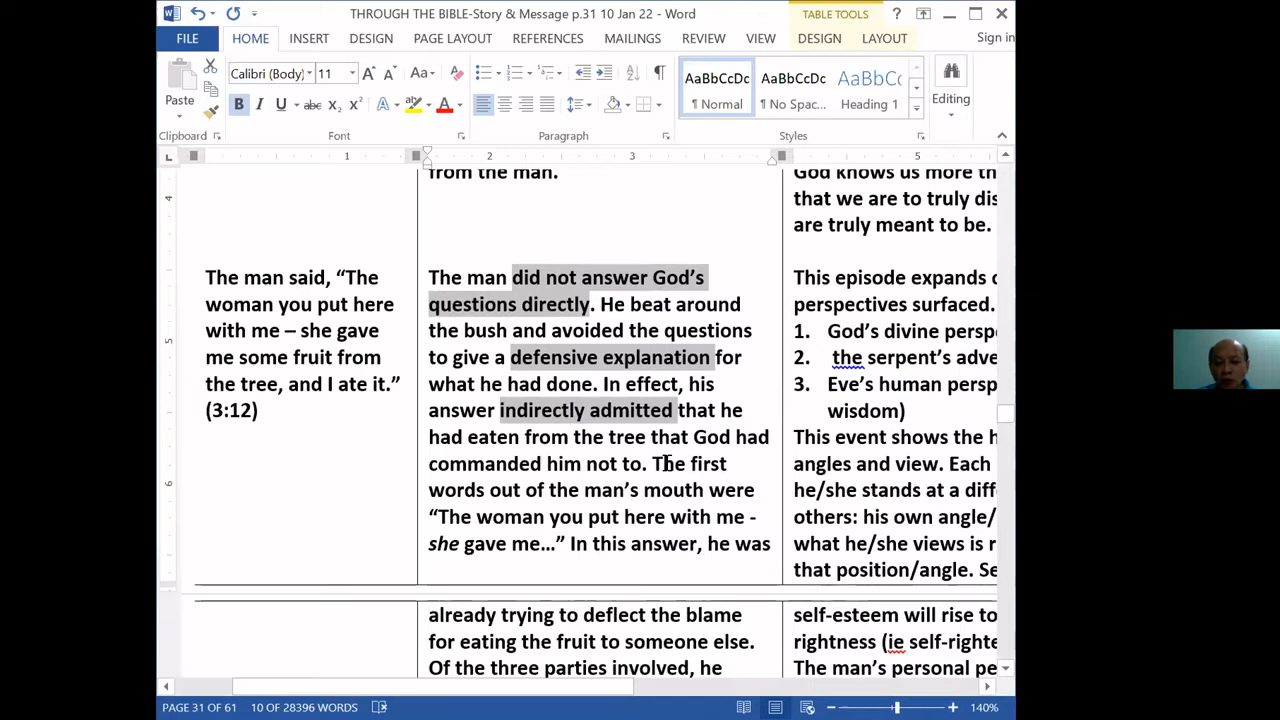 THROUGH THE BIBLE-Story & Message p.31 10 Jan 22 - Word
TABLE TOOLS
FILE HOME INSERT DESIGN PAGE LAYOUT REFERENCES MAILINGS REVIEW VIEW DESIGN LAYOUT Sign in
Calibri (Body) 11
Paste
AaBbCcDc AaBbCcDc AaBbCc
¶ Normal ¶ No Spac... Heading 1
Editing
Clipboard Font Paragraph Styles
1 2 3 5
4
5
6
from the man.
God knows us more th
that we are to truly dis
are truly meant to be.
The man said, “The
woman you put here
with me – she gave
me some fruit from
the tree, and I ate it.”
(3:12)
The man did not answer God’s
questions directly. He beat around
the bush and avoided the questions
to give a defensive explanation for
what he had done. In effect, his
answer indirectly admitted that he
had eaten from the tree that God had
commanded him not to. The first
words out of the man’s mouth were
“The woman you put here with me -
she gave me…” In this answer, he was
already trying to deflect the blame
for eating the fruit to someone else.
Of the three parties involved, he
This episode expands o
perspectives surfaced.
1. God’s divine persp
2. the serpent’s adve
3. Eve’s human persp
wisdom)
This event shows the h
angles and view. Each
he/she stands at a diff
others: his own angle/
what he/she views is r
that position/angle. Se
self-esteem will rise to
rightness (ie self-righte
The man’s personal pe
PAGE 31 OF 61 10 OF 28396 WORDS 140%